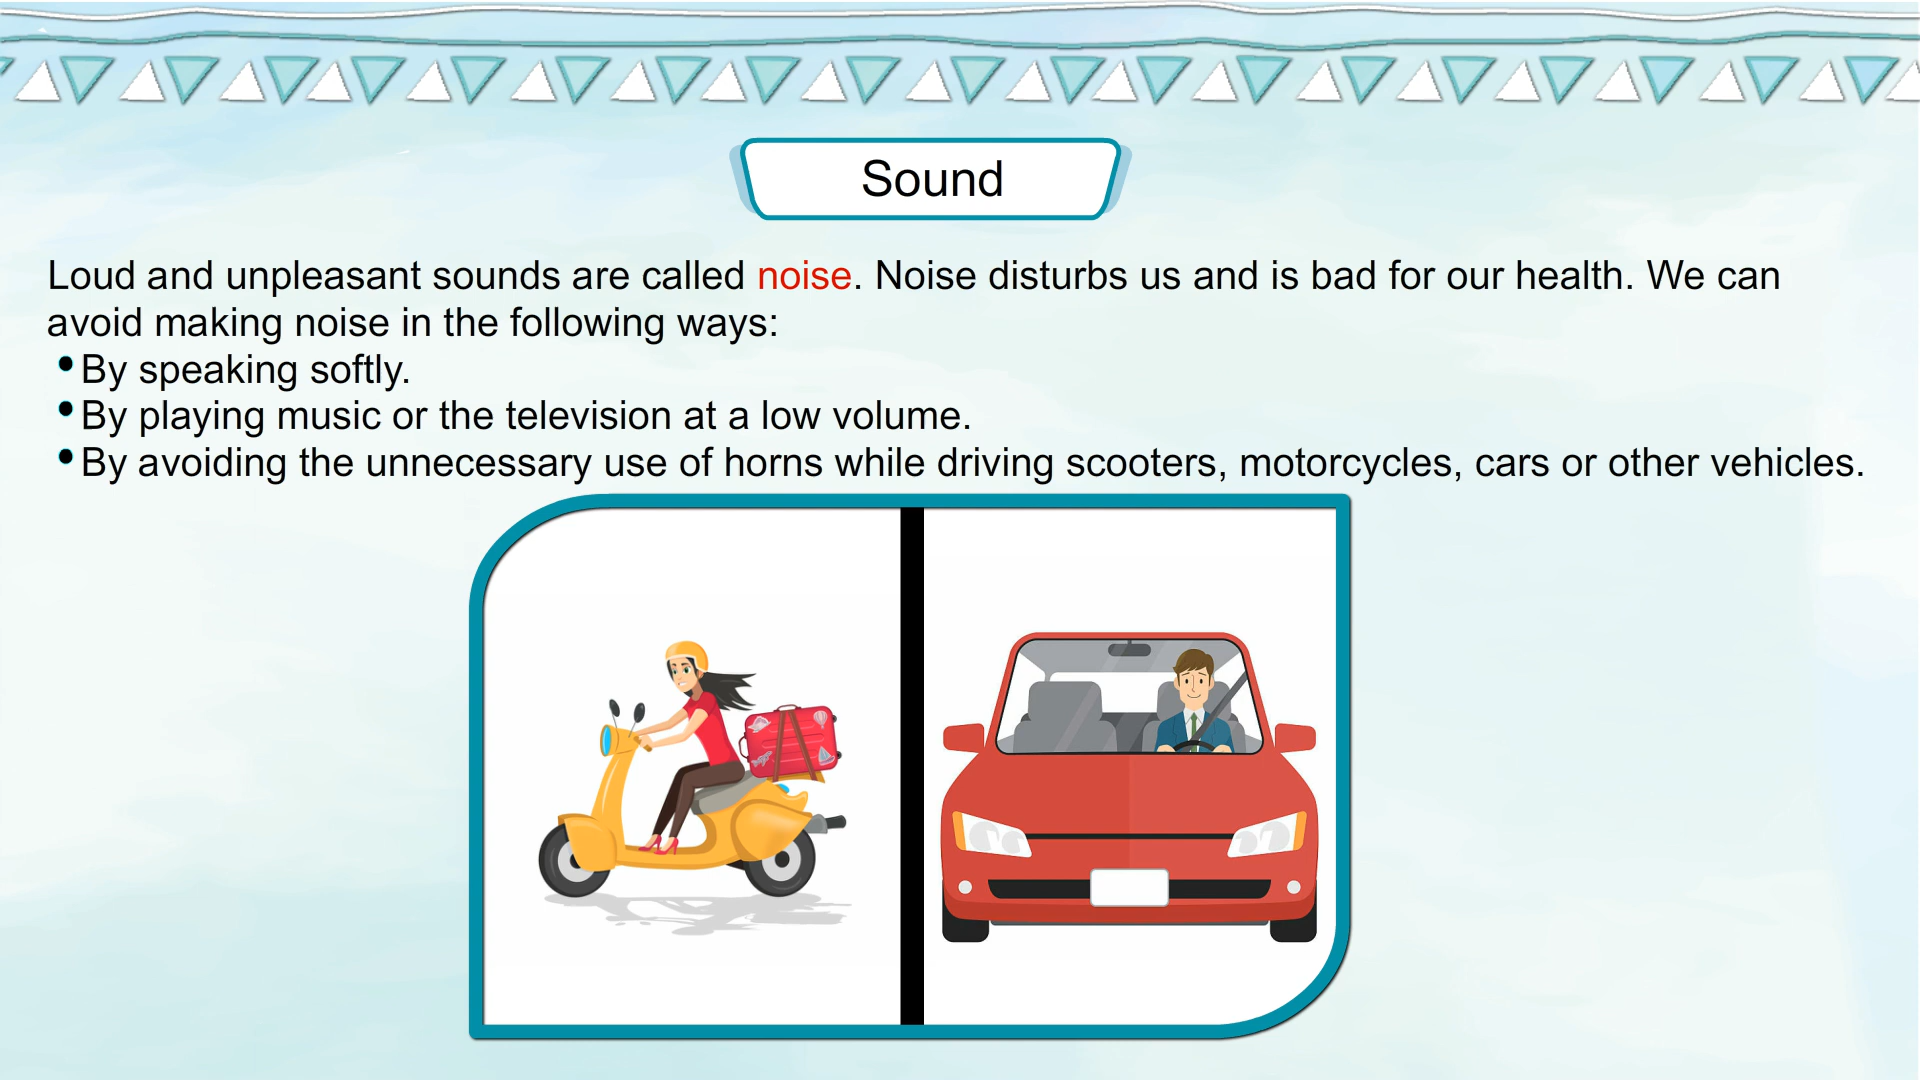 Sound
Loud and unpleasant sounds are called noise. Noise disturbs us and is bad for our health. We can
avoid making noise in the following ways:
•By speaking softly.
•By playing music or the television at a low volume.
•By avoiding the unnecessary use of horns while driving scooters, motorcycles, cars or other vehicles.